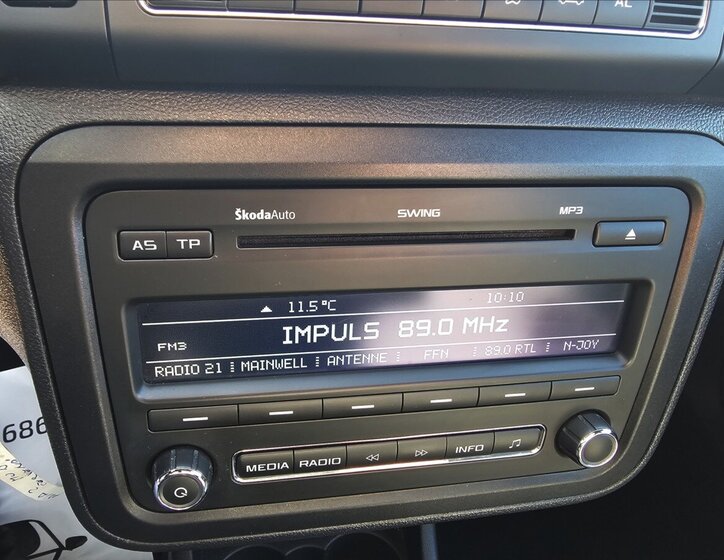 AL
ŠkodaAuto SWING MP3
AS TP
11.5°C 10:10
FM3 IMPULS 89.0 MHz
RADIO 21 MAINWELL ANTENNE FFN 89.0 RTL N-JOY
MEDIA RADIO INFO
686